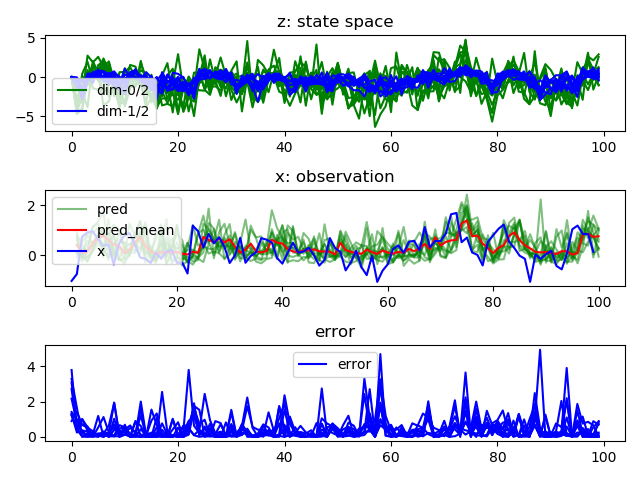 z: state space
5
0
−5
dim-0/2
dim-1/2
0 20 40 60 80 100
x: observation
2
0
pred
pred_mean
x
0 20 40 60 80 100
error
4
2
0
error
0 20 40 60 80 100